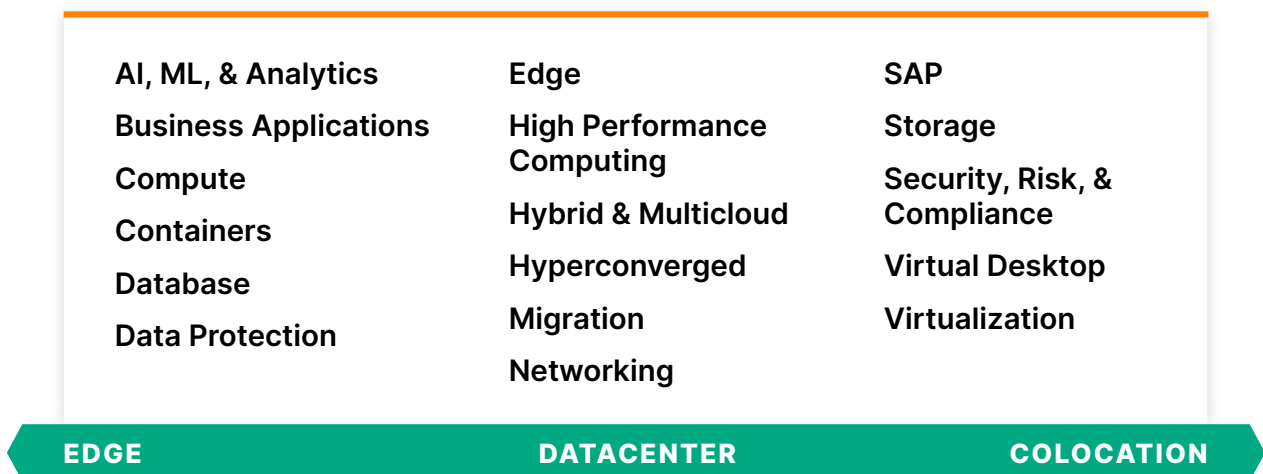 AI, ML, & Analytics
Business Applications
Compute
Containers
Database
Data Protection
Edge
High Performance
Computing
Hybrid & Multicloud
Hyperconverged
Migration
Networking
SAP
Storage
Security, Risk, &
Compliance
Virtual Desktop
Virtualization
EDGE
DATACENTER
COLOCATION